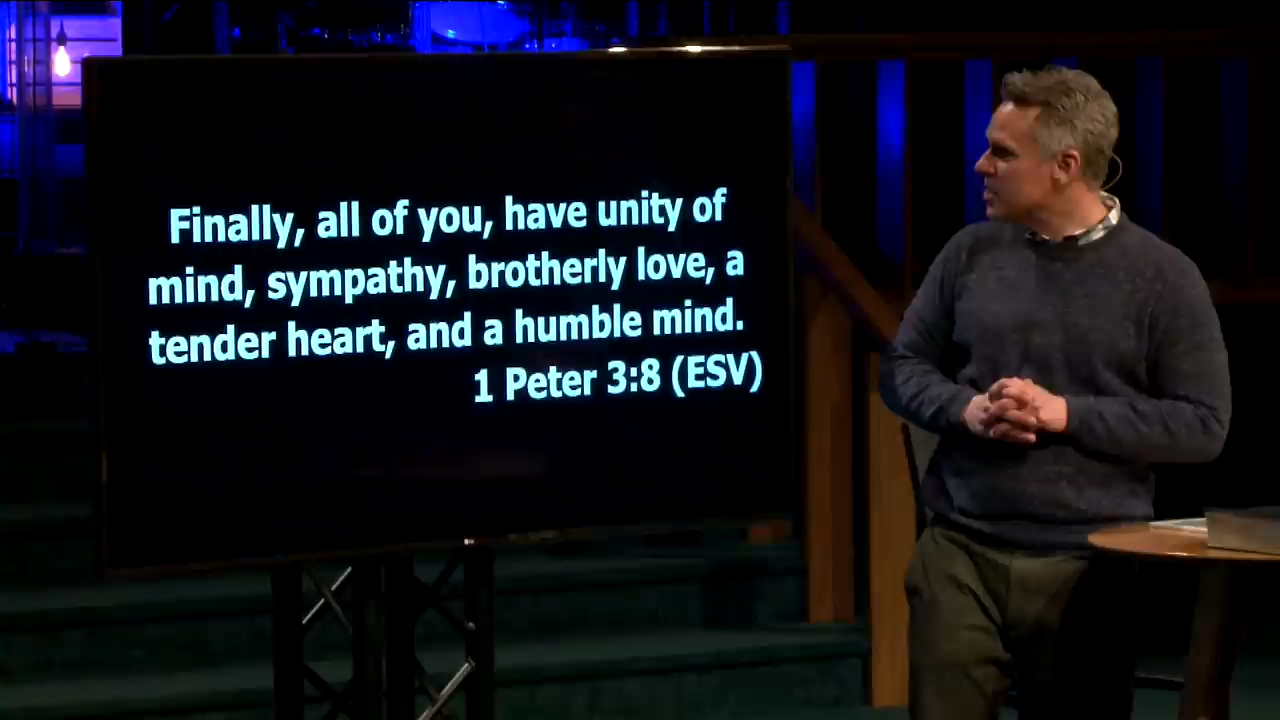 Finally, all of you, have unity of
mind, sympathy, brotherly love, a
tender heart, and a humble mind.
1 Peter 3:8 (ESV)